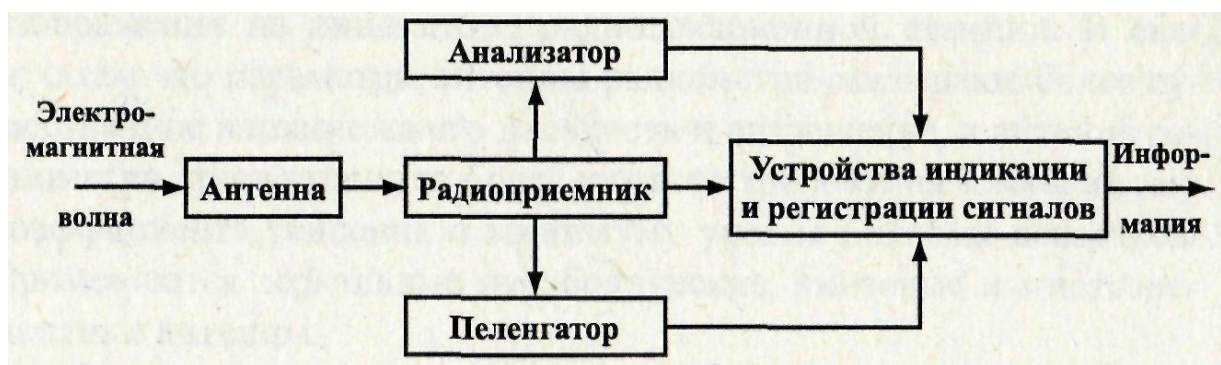 Анализатор
Электро-
магнитная
волна
Антенна
Радиоприемник
Устройства индикации
и регистрации сигналов
Инфор-
мация
Пеленгатор